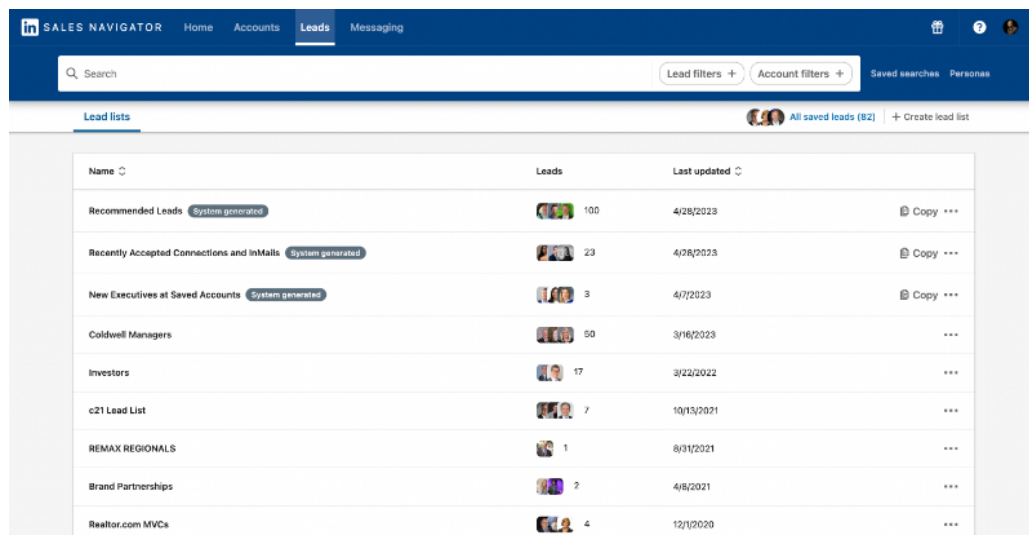 in SALES NAVIGATOR Home Accounts Leads Messaging
Search Lead filters + Account filters + Saved searches Personas
Lead lists All saved leads (82) + Create lead list
Name Leads Last updated
Recommended Leads System generated 100 4/28/2023 Copy ...
Recently Accepted Connections and InMails System generated 23 4/28/2023 Copy ...
New Executives at Saved Accounts System generated 3 4/7/2023 Copy ...
Coldwell Managers 50 3/16/2023 ...
Investors 17 3/22/2022 ...
c21 Lead List 7 10/13/2021 ...
REMAX REGIONALS 1 8/31/2021 ...
Brand Partnerships 2 4/8/2021 ...
Realtor.com MVCs 4 12/1/2020 ...